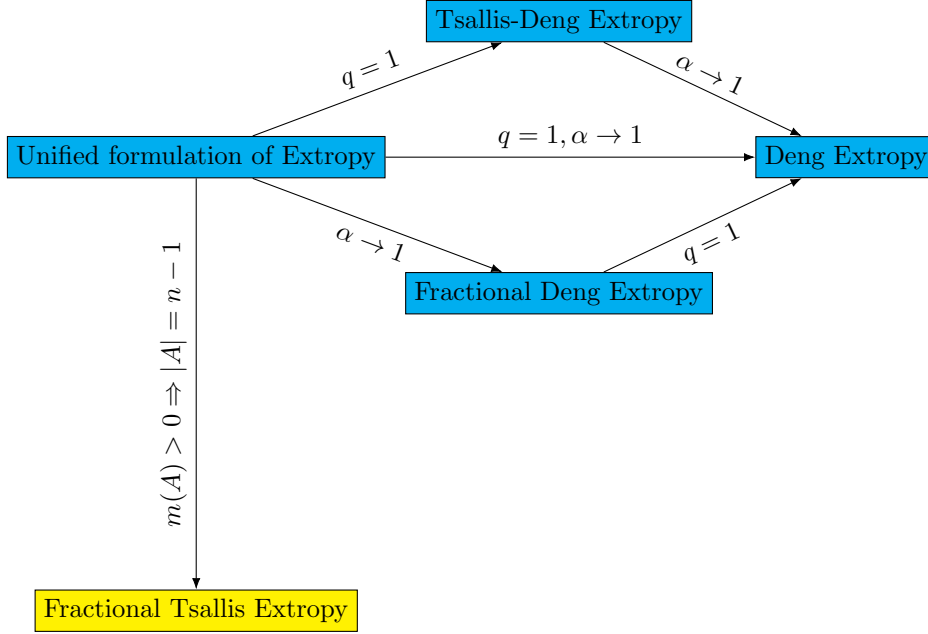 Tsallis-Deng Extropy
q = 1
α → 1
Unified formulation of Extropy
q = 1, α → 1
Deng Extropy
α → 1
q = 1
Fractional Deng Extropy
m(A) > 0 ⇒ |A| = n − 1
Fractional Tsallis Extropy